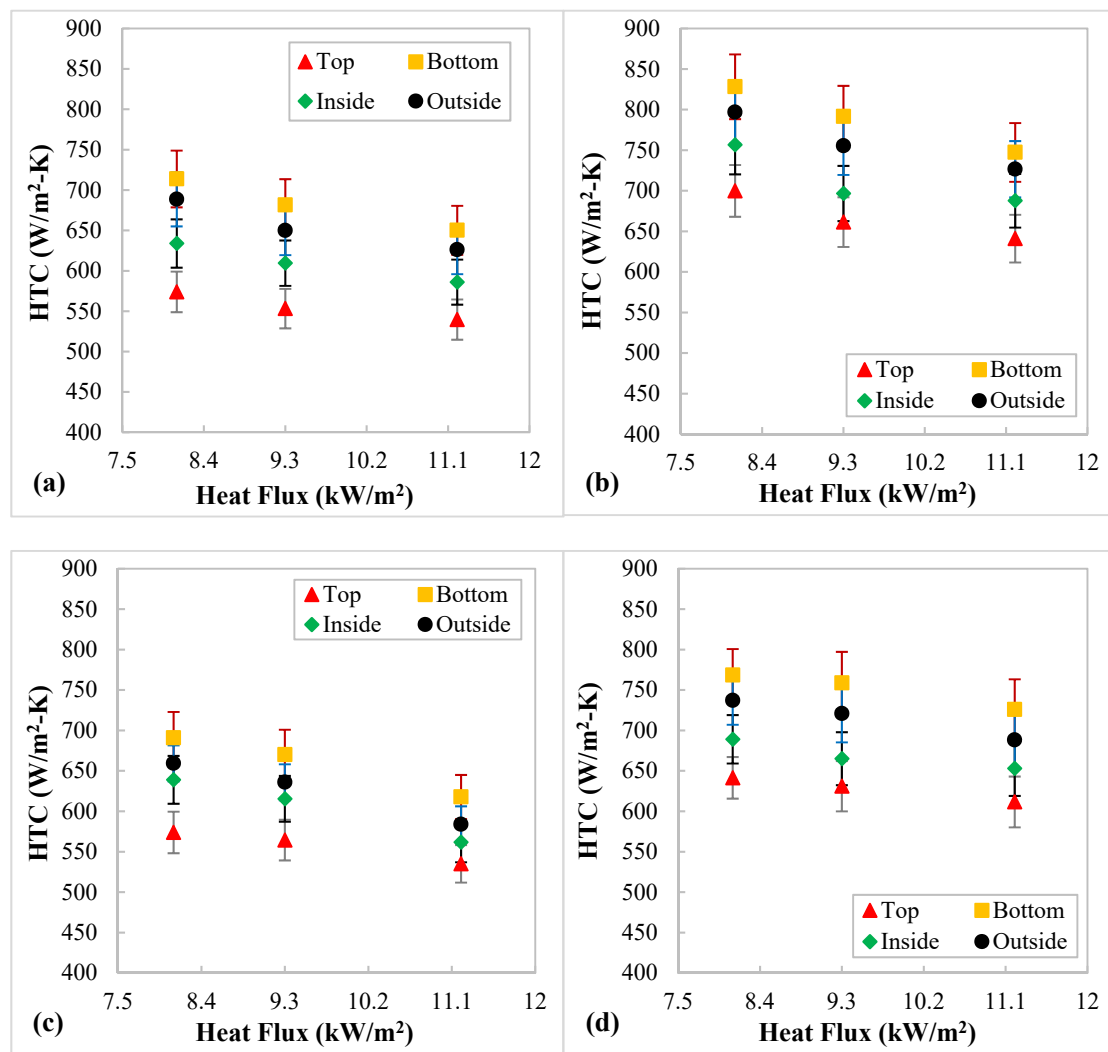 900
850
800
750
700
650
600
550
500
450
400
HTC (W/m²-K)
Top Bottom
Inside Outside
7.5 8.4 9.3 10.2 11.1 12
(a) Heat Flux (kW/m²)
900
850
800
750
700
650
600
550
500
450
400
HTC (W/m²-K)
Top Bottom
Inside Outside
7.5 8.4 9.3 10.2 11.1 12
(b) Heat Flux (kW/m²)
900
850
800
750
700
650
600
550
500
450
400
HTC (W/m²-K)
Top Bottom
Inside Outside
7.5 8.4 9.3 10.2 11.1 12
(c) Heat Flux (kW/m²)
900
850
800
750
700
650
600
550
500
450
400
HTC (W/m²-K)
Top Bottom
Inside Outside
7.5 8.4 9.3 10.2 11.1 12
(d) Heat Flux (kW/m²)